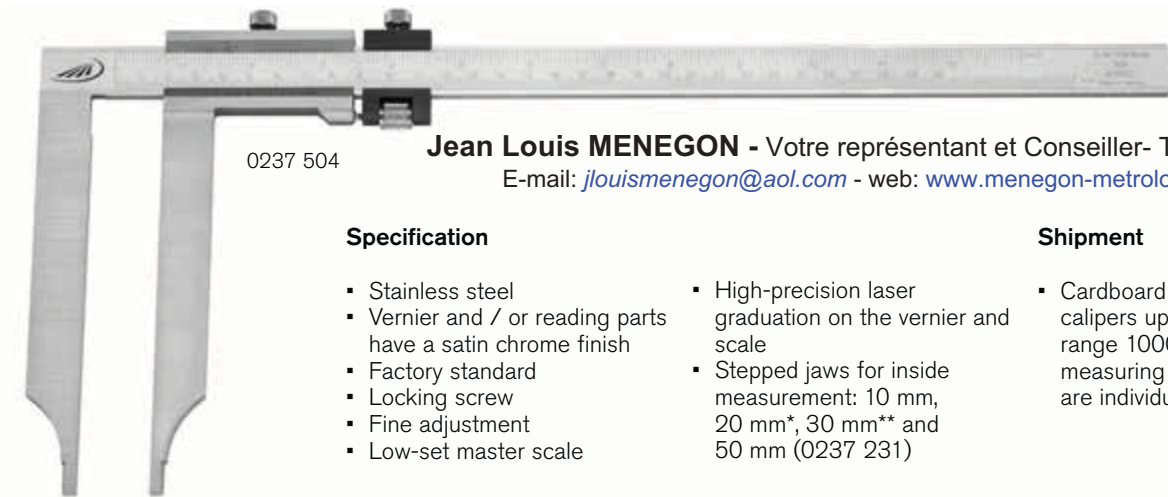 0237 504
Jean Louis MENEGON - Votre représentant et Conseiller- T
E-mail: jlouismenegon@aol.com - web: www.menegon-metrolo
Specification
▪ Stainless steel
▪ Vernier and / or reading parts
have a satin chrome finish
▪ Factory standard
▪ Locking screw
▪ Fine adjustment
▪ Low-set master scale
▪ High-precision laser
graduation on the vernier and
scale
▪ Stepped jaws for inside
measurement: 10 mm,
20 mm*, 30 mm** and
50 mm (0237 231)
Shipment
▪ Cardboard
calipers up
range 1000
measuring
are individu